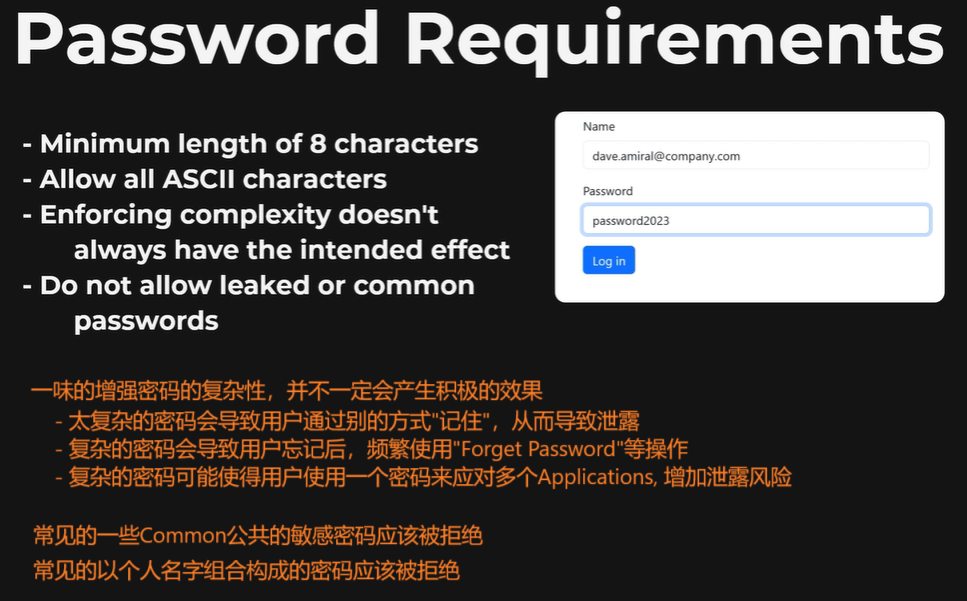 Password Requirements
- Minimum length of 8 characters
- Allow all ASCII characters
- Enforcing complexity doesn't
always have the intended effect
- Do not allow leaked or common
passwords
Name
dave.amiral@company.com
Password
password2023
Log in
一味的增强密码的复杂性，并不一定会产生积极的效果
- 太复杂的密码会导致用户通过别的方式"记住"，从而导致泄露
- 复杂的密码会导致用户忘记后，频繁使用"Forget Password"等操作
- 复杂的密码可能使得用户使用一个密码来应对多个Applications, 增加泄露风险
常见的一些Common公共的敏感密码应该被拒绝
常见的以个人名字组合构成的密码应该被拒绝